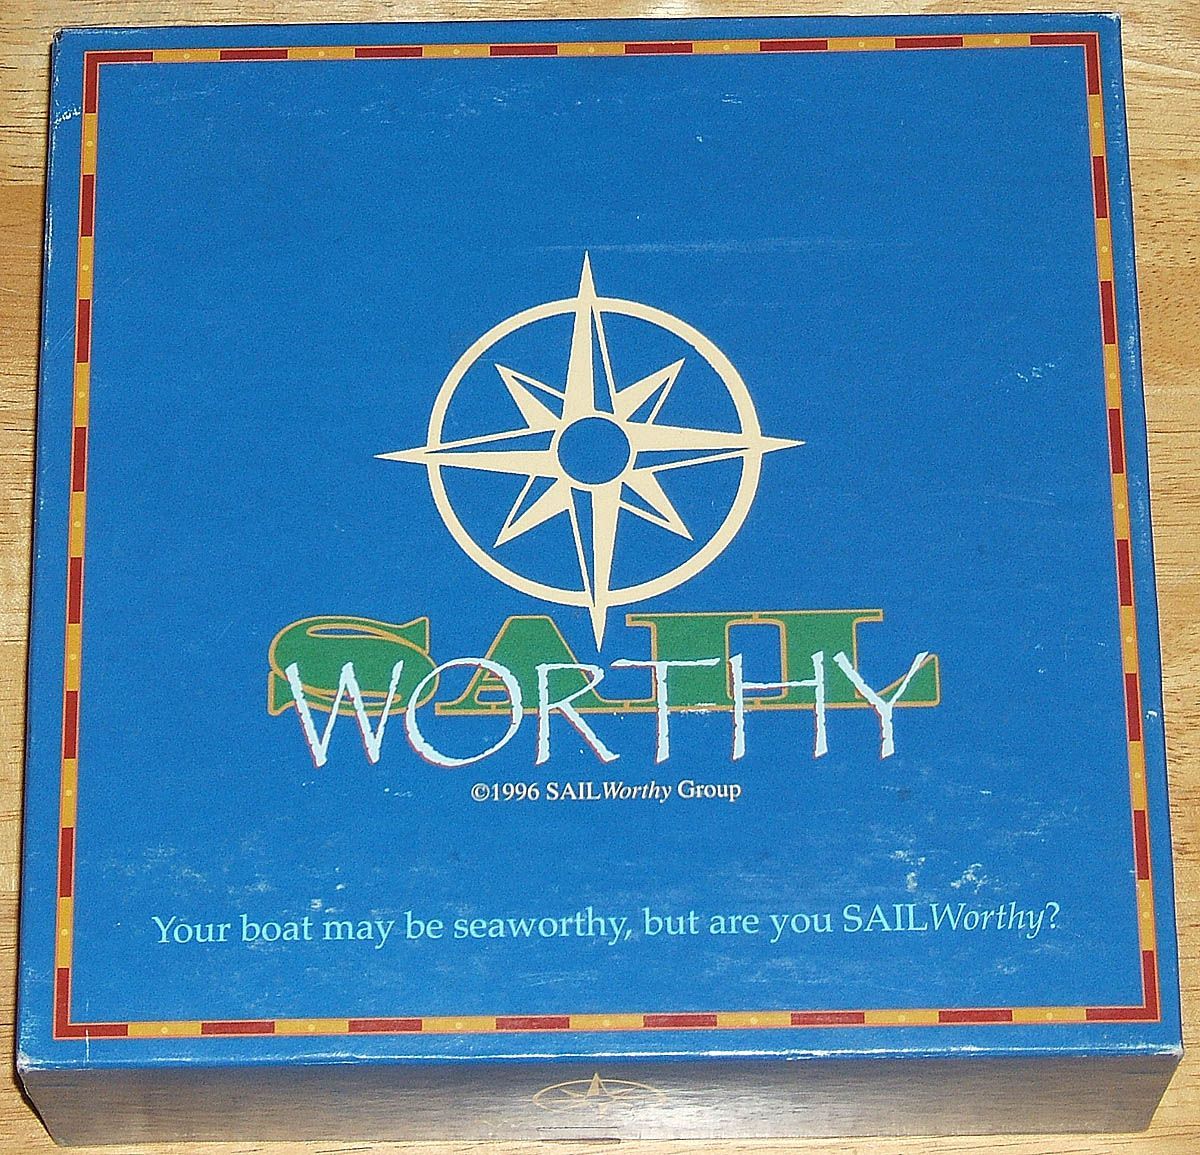 SAIL
WORTHY
©1996 SAILWorthy Group
Your boat may be seaworthy, but are you SAILWorthy?